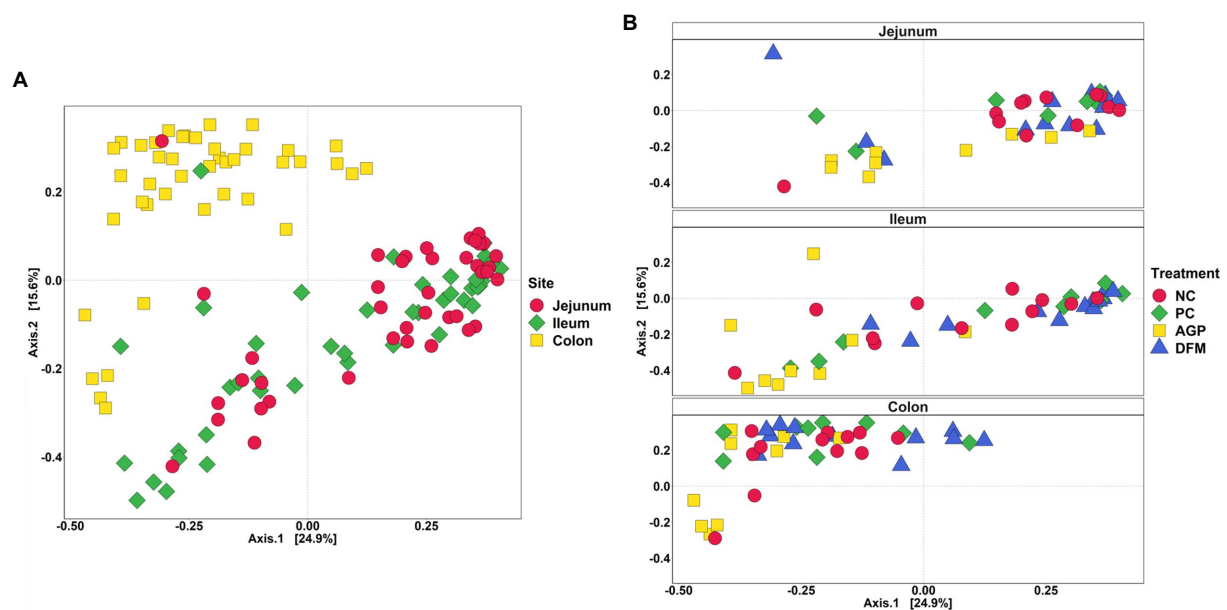 A
0.2
0.0
-0.2
-0.4
Axis.2 [15.6%]
-0.50
-0.25
0.00
0.25
Axis.1 [24.9%]
Site
Jejunum
Ileum
Colon
B
Jejunum
0.2
0.0
-0.2
-0.4
Ileum
0.2
0.0
-0.2
-0.4
Axis.2 [15.6%]
Colon
0.2
0.0
-0.2
-0.4
-0.50
-0.25
0.00
0.25
Axis.1 [24.9%]
Treatment
NC
PC
AGP
DFM